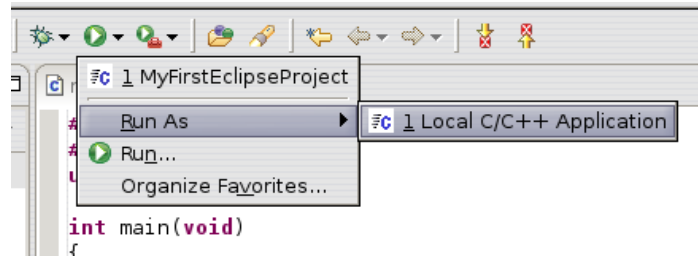 1 MyFirstEclipseProject
Run As
1 Local C/C++ Application
Run...
Organize Favorites...
#
#
int main(void)
{